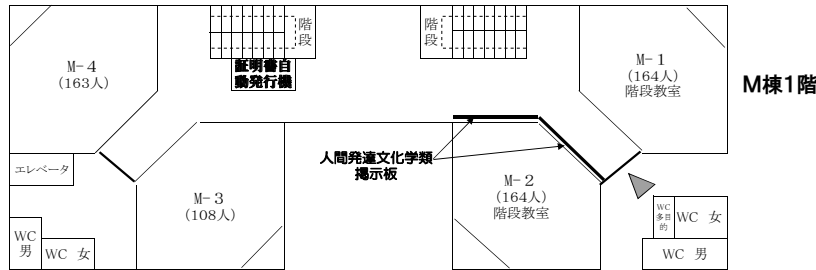 階
段
階
段
M-4
(163人)
証明書自
動発行機
M-1
(164人)
階段教室
M棟1階
エレベータ
人間発達文化学類
掲示板
M-3
(108人)
M-2
(164人)
階段教室
WC
男
WC 女
WC
多目
的
WC 女
WC 男